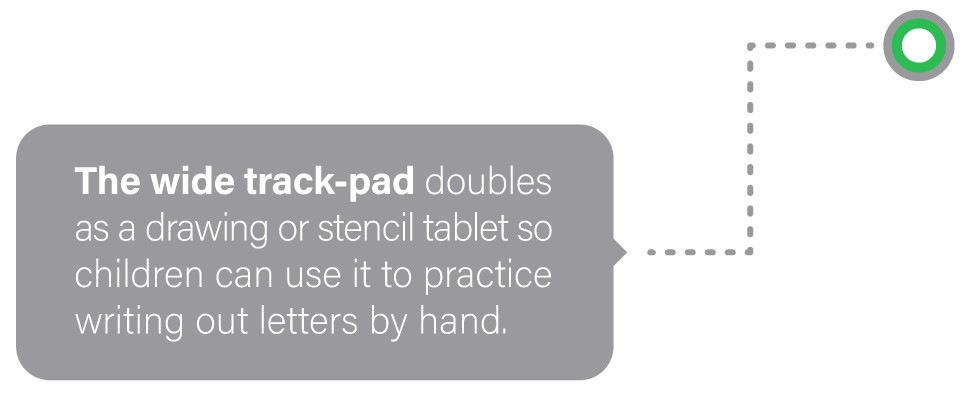 The wide track-pad doubles
as a drawing or stencil tablet so
children can use it to practice
writing out letters by hand.